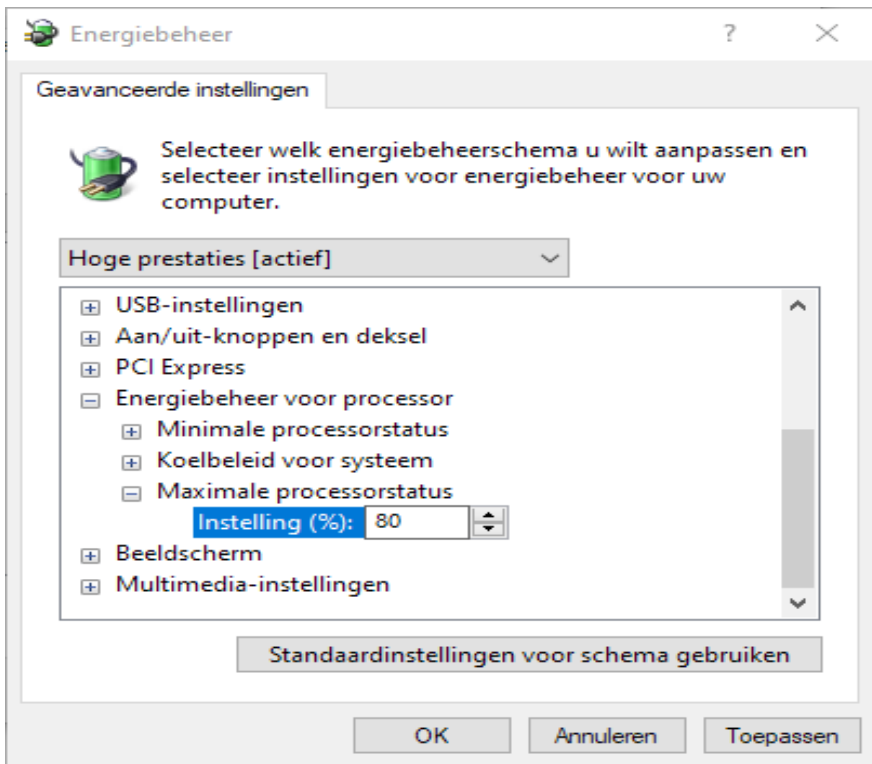 Energiebeheer
Geavanceerde instellingen
Selecteer welk energiebeheerschema u wilt aanpassen en
selecteer instellingen voor energiebeheer voor uw
computer.
Hoge prestaties [actief]
USB-instellingen
Aan/uit-knoppen en deksel
PCI Express
Energiebeheer voor processor
Minimale processorstatus
Koelbeleid voor systeem
Maximale processorstatus
Instelling (%): 80
Beeldscherm
Multimedia-instellingen
Standaardinstellingen voor schema gebruiken
OK Annuleren Toepassen